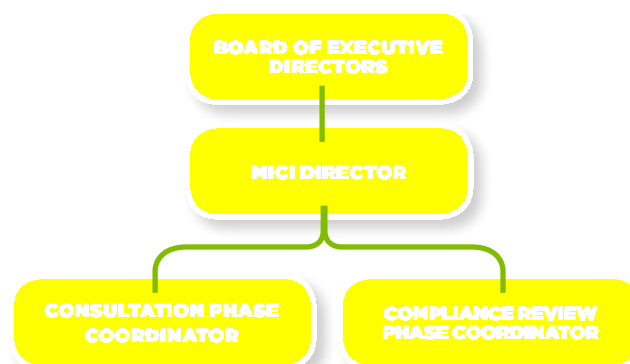 BOARD OF EXECUTIVE
DIRECTORS
MICI DIRECTOR
CONSULTATION PHASE
COORDINATOR
COMPLIANCE REVIEW
PHASE COORDINATOR